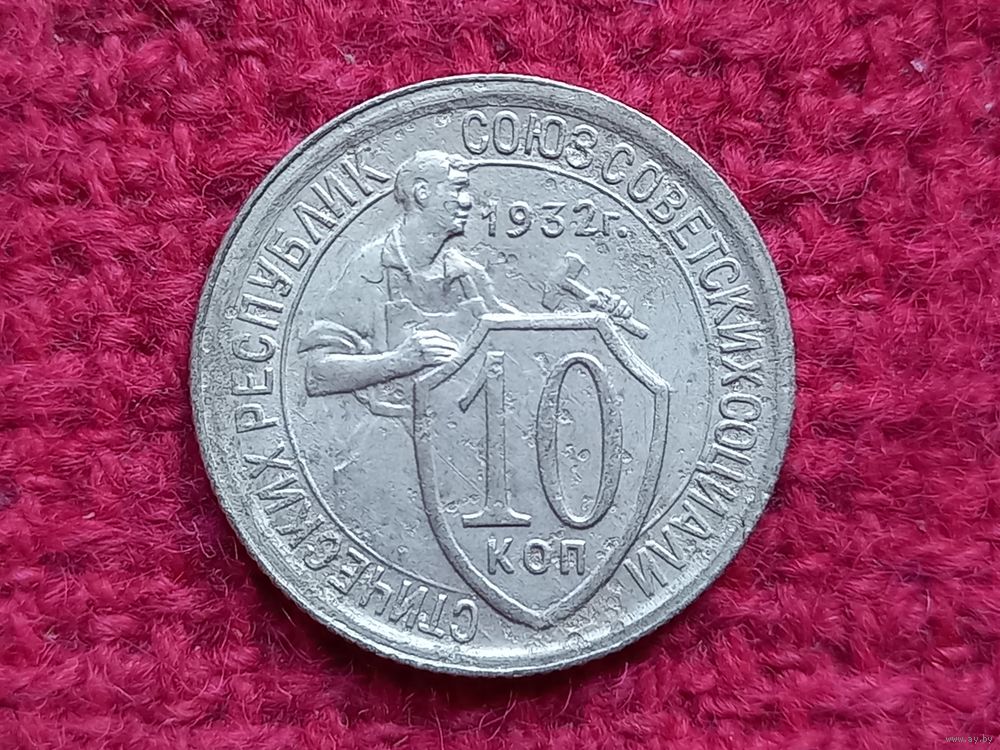 СОЮЗ СОВЕТСКИХ СОЦИАЛИСТИЧЕСКИХ РЕСПУБЛИК
1932г.
10
КОП
www.ay.by